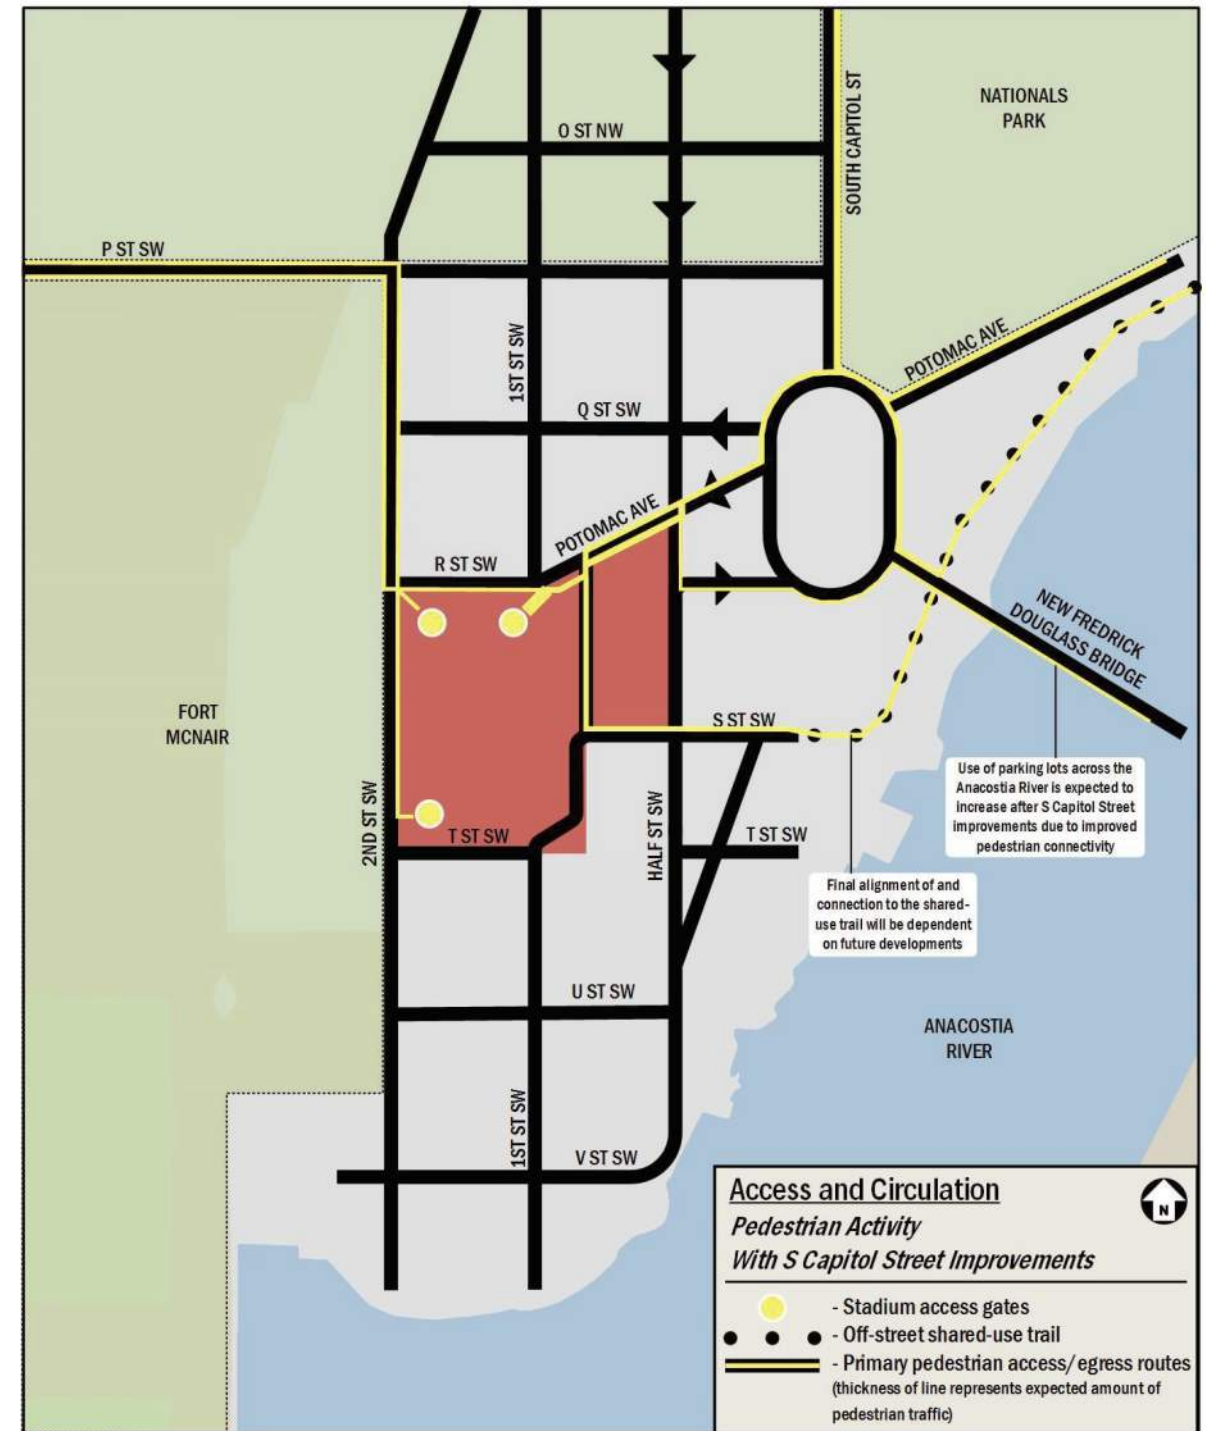 O ST NW
SOUTH CAPITOL ST
NATIONALS
PARK
P ST SW
1ST ST SW
POTOMAC AVE
Q ST SW
POTOMAC AVE
R ST SW
NEW FREDRICK
DOUGLASS BRIDGE
FORT
MCNAIR
S ST SW
Use of parking lots across the
Anacostia River is expected to
increase after S Capitol Street
improvements due to improved
pedestrian connectivity
2ND ST SW
T ST SW
HALF ST SW
T ST SW
Final alignment of and
connection to the shared-
use trail will be dependent
on future developments
U ST SW
ANACOSTIA
RIVER
1ST ST SW
V ST SW
Access and Circulation
N
Pedestrian Activity
With S Capitol Street Improvements
- Stadium access gates
- Off-street shared-use trail
- Primary pedestrian access/egress routes
(thickness of line represents expected amount of
pedestrian traffic)